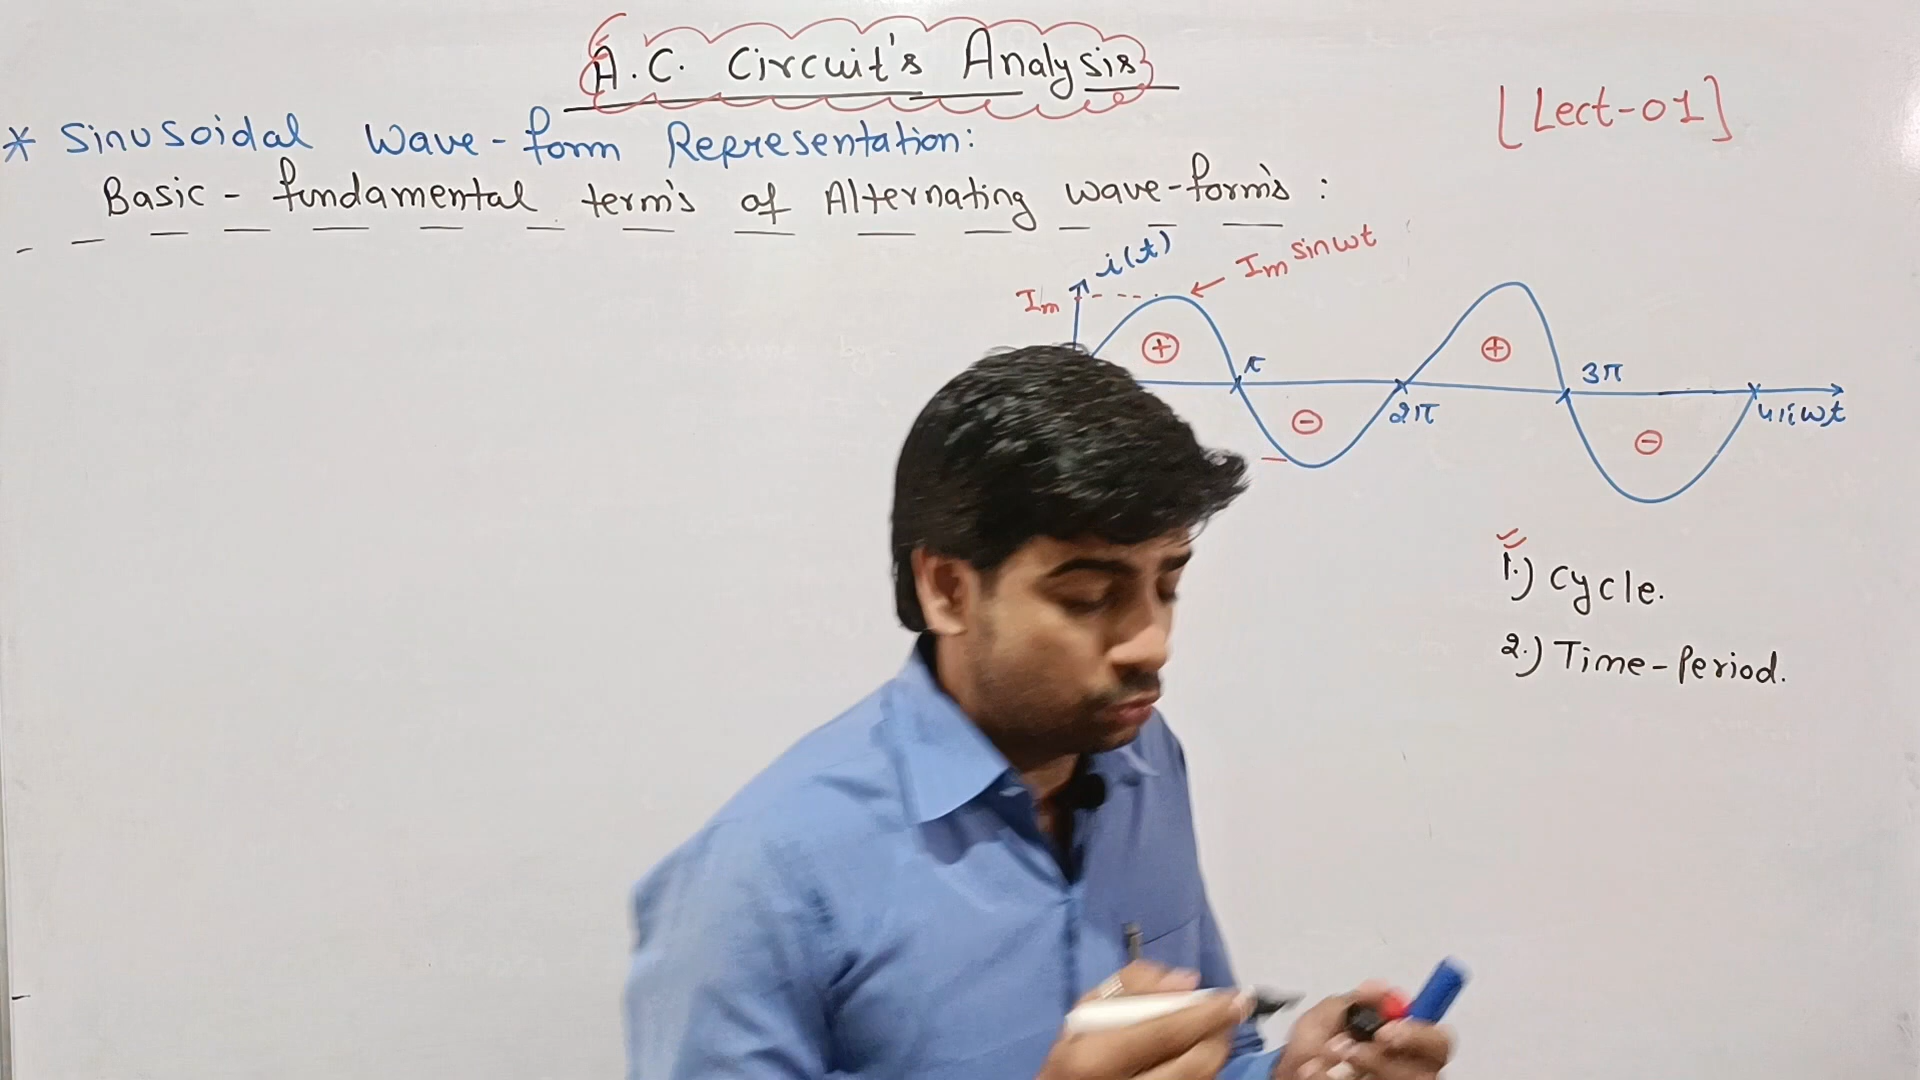 A.C. Circuit's Analysis
[Lect-01]
* Sinusoidal Wave-form Representation:
Basic - fundamental term's of Alternating wave-form's :
i(t)
Im sinωt
Im
+
+
π
3π
2π
4π ωt
-
-
1.) Cycle.
2.) Time-Period.